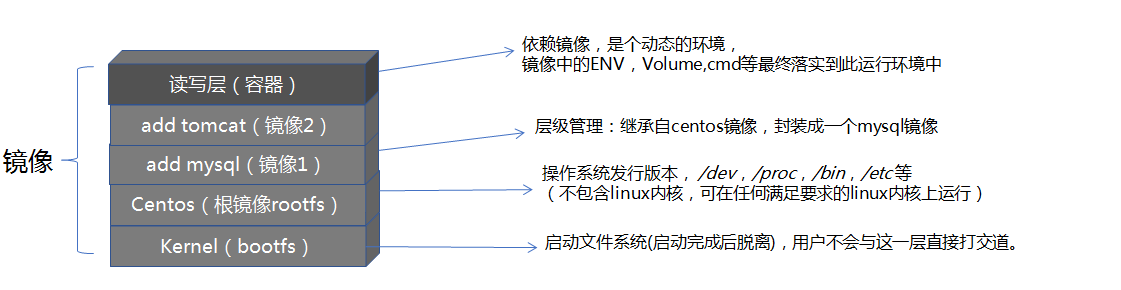 依赖镜像，是个动态的环境，
镜像中的ENV，Volume,cmd等最终落实到此运行环境中
读写层（容器）
add tomcat（镜像2）
层级管理：继承自centos镜像，封装成一个mysql镜像
镜像
add mysql（镜像1）
操作系统发行版本， /dev，/proc，/bin，/etc等
（不包含linux内核，可在任何满足要求的linux内核上运行）
Centos（根镜像rootfs）
Kernel（bootfs）
启动文件系统(启动完成后脱离)，用户不会与这一层直接打交道。